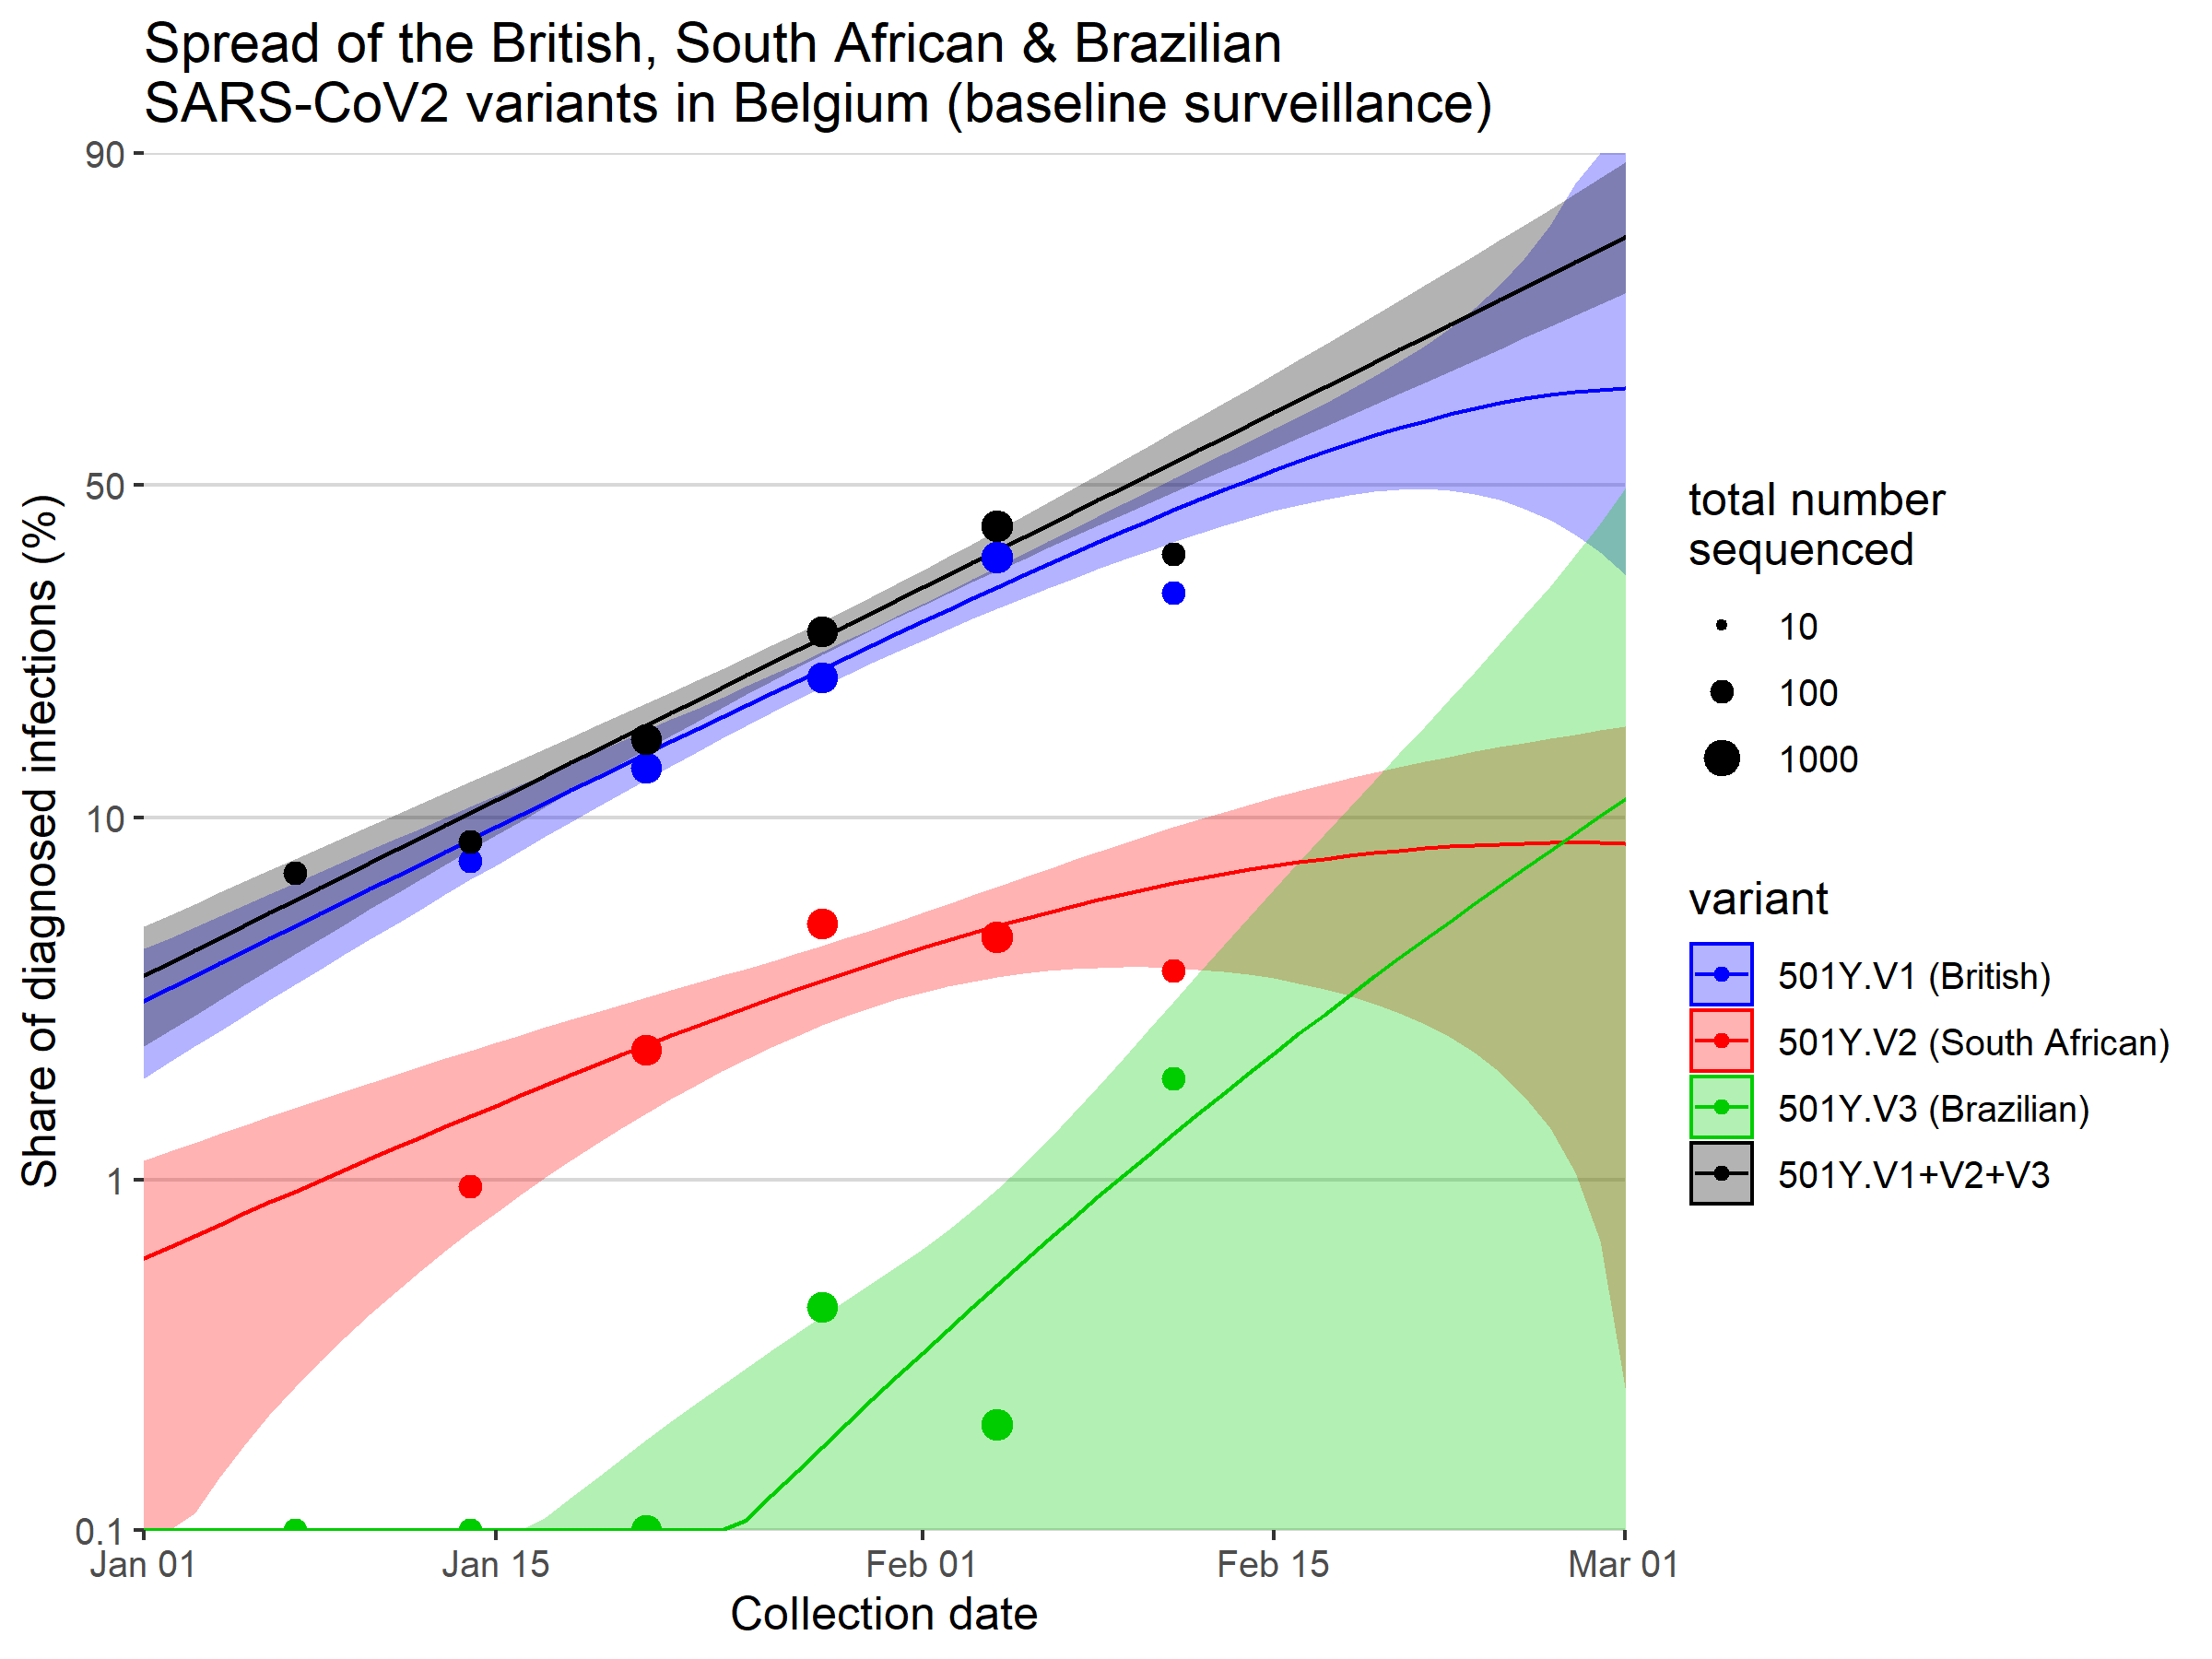 Spread of the British, South African & Brazilian
SARS-CoV2 variants in Belgium (baseline surveillance)
90
50
10
1
0.1
Share of diagnosed infections (%)
Jan 01
Jan 15
Feb 01
Feb 15
Mar 01
Collection date
total number
sequenced
10
100
1000
variant
501Y.V1 (British)
501Y.V2 (South African)
501Y.V3 (Brazilian)
501Y.V1+V2+V3